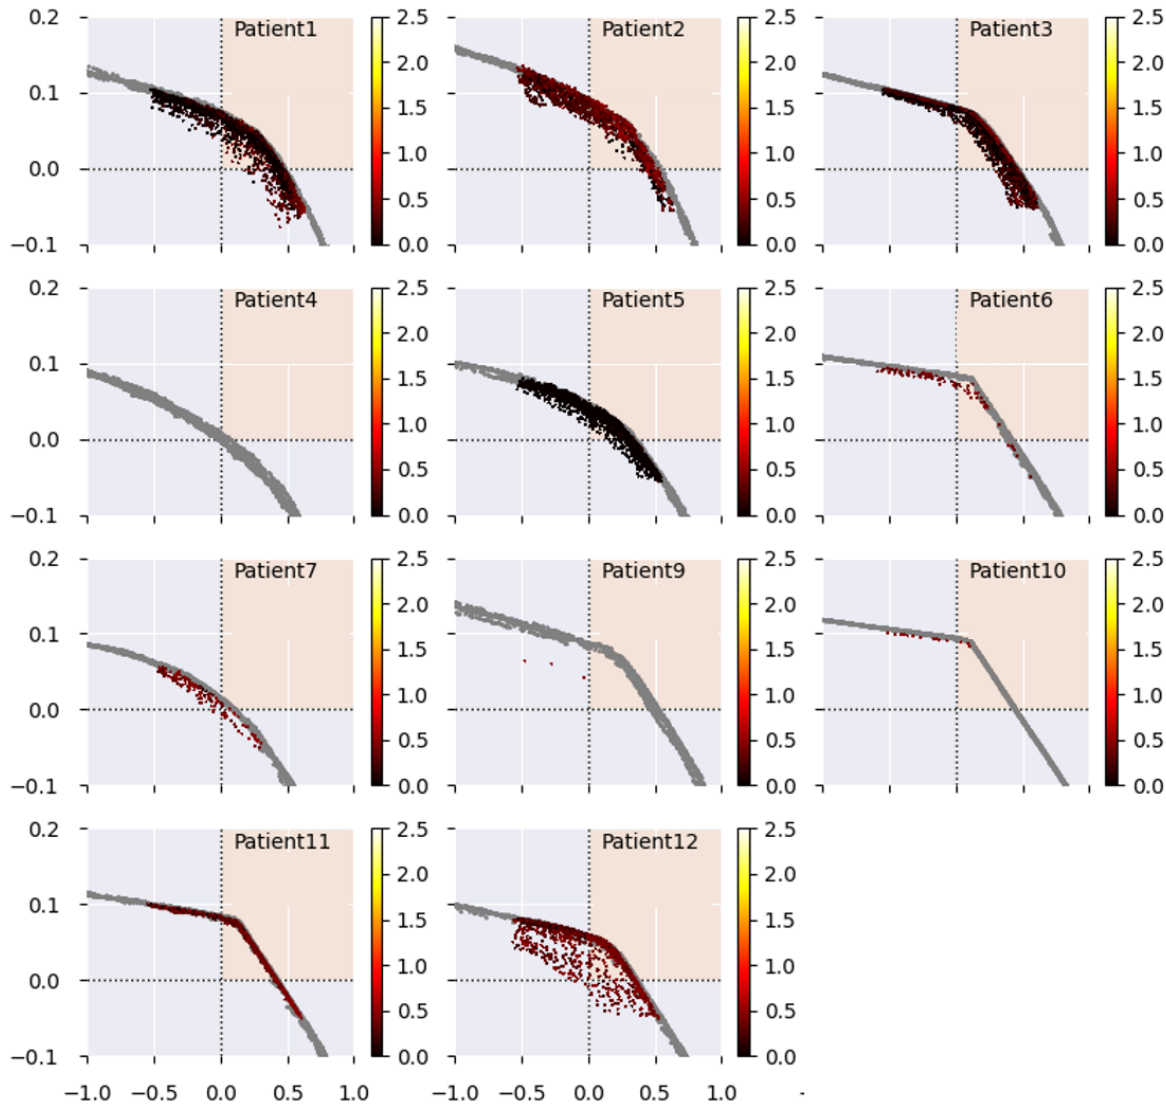 0.2 Patient1 2.5 Patient2 2.5 Patient3 2.5
2.0 2.0 2.0
0.1 1.5 1.5 1.5
1.0 1.0 1.0
0.0 0.5 0.5 0.5
−0.1 0.0 0.0 0.0
0.2 Patient4 2.5 Patient5 2.5 Patient6 2.5
2.0 2.0 2.0
0.1 1.5 1.5 1.5
1.0 1.0 1.0
0.0 0.5 0.5 0.5
−0.1 0.0 0.0 0.0
0.2 Patient7 2.5 Patient9 2.5 Patient10 2.5
2.0 2.0 2.0
0.1 1.5 1.5 1.5
1.0 1.0 1.0
0.0 0.5 0.5 0.5
−0.1 0.0 0.0 0.0
0.2 Patient11 2.5 Patient12 2.5
2.0 2.0
0.1 1.5 1.5
1.0 1.0
0.0 0.5 0.5
−0.1 0.0 0.0
−1.0 −0.5 0.0 0.5 1.0 −1.0 −0.5 0.0 0.5 1.0